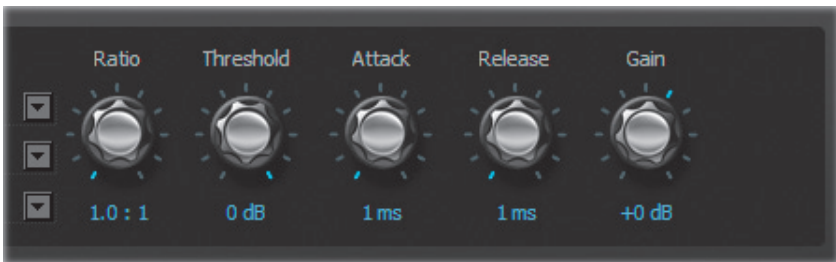 Ratio Threshold Attack Release Gain
1.0 : 1 0 dB 1 ms 1 ms +0 dB